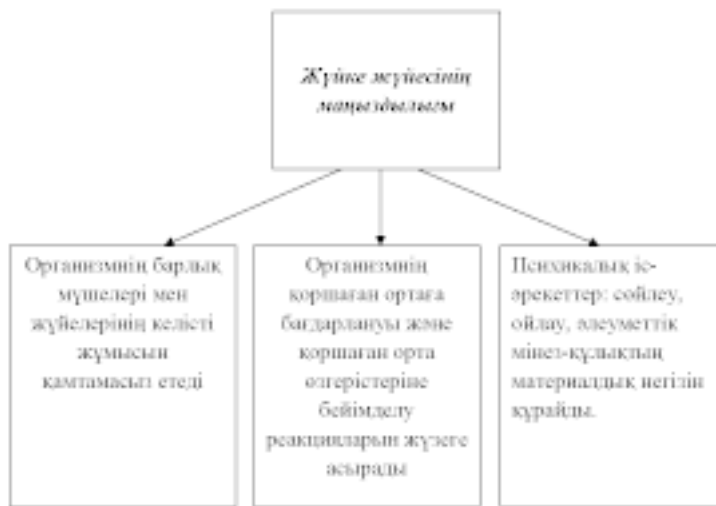 Жүйке жүйесінің
маңыздылығы
Организмнің барлық
мүшелері мен
жүйелерінің келісті
жұмысын
қамтамасыз етеді
Организмнің
қоршаған ортаға
бағдарлануы және
қоршаған орта
өзгерістеріне
бейімделу
реакцияларын жүзеге
асырады
Психикалық іс-
әрекеттер: сөйлеу,
ойлау, әлеуметтік
мінез-құлықтың
материалдық негізін
құрайды.